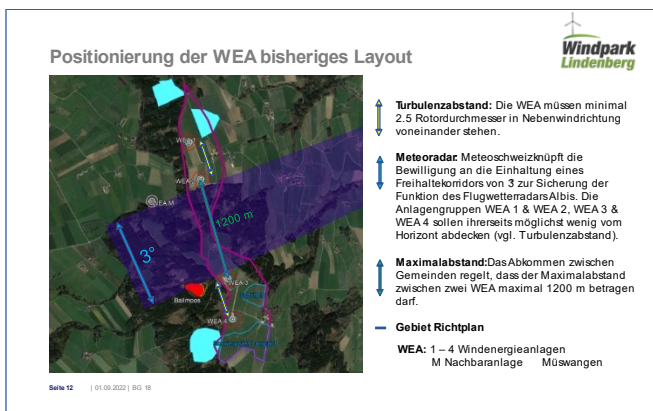 Windpark
Lindenberg
Positionierung der WEA bisheriges Layout
WEA M
1200 m
3°
WEA 3
WEA 4
Ballmoos
Turbulenzabstand: Die WEA müssen minimal
2.5 Rotordurchmesser in Nebenwindrichtung
voneinander stehen.
Meteoradar: Meteoschweizknüpft die
Bewilligung an die Einhaltung eines
Freihaltekorridors von 3̊ zur Sicherung der
Funktion des FlugwetterradarsAlbis. Die
Anlagengruppen WEA 1 & WEA 2, WEA 3 &
WEA 4 sollen ihrerseits möglichst wenig vom
Horizont abdecken (vgl. Turbulenzabstand).
Maximalabstand:Das Abkommen zwischen
Gemeinden regelt, dass der Maximalabstand
zwischen zwei WEA maximal 1200 m betragen
darf.
Gebiet Richtplan
WEA: 1 – 4 Windenergieanlagen
M Nachbaranlage Müswangen
Seite 12 | 01.09.2022 | BG 18